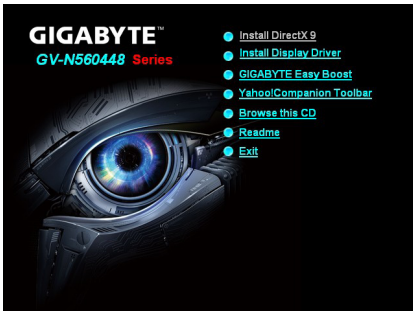 GIGABYTE™
GV-N560448 Series
Install DirectX 9
Install Display Driver
GIGABYTE Easy Boost
Yahoo!Companion Toolbar
Browse this CD
Readme
Exit